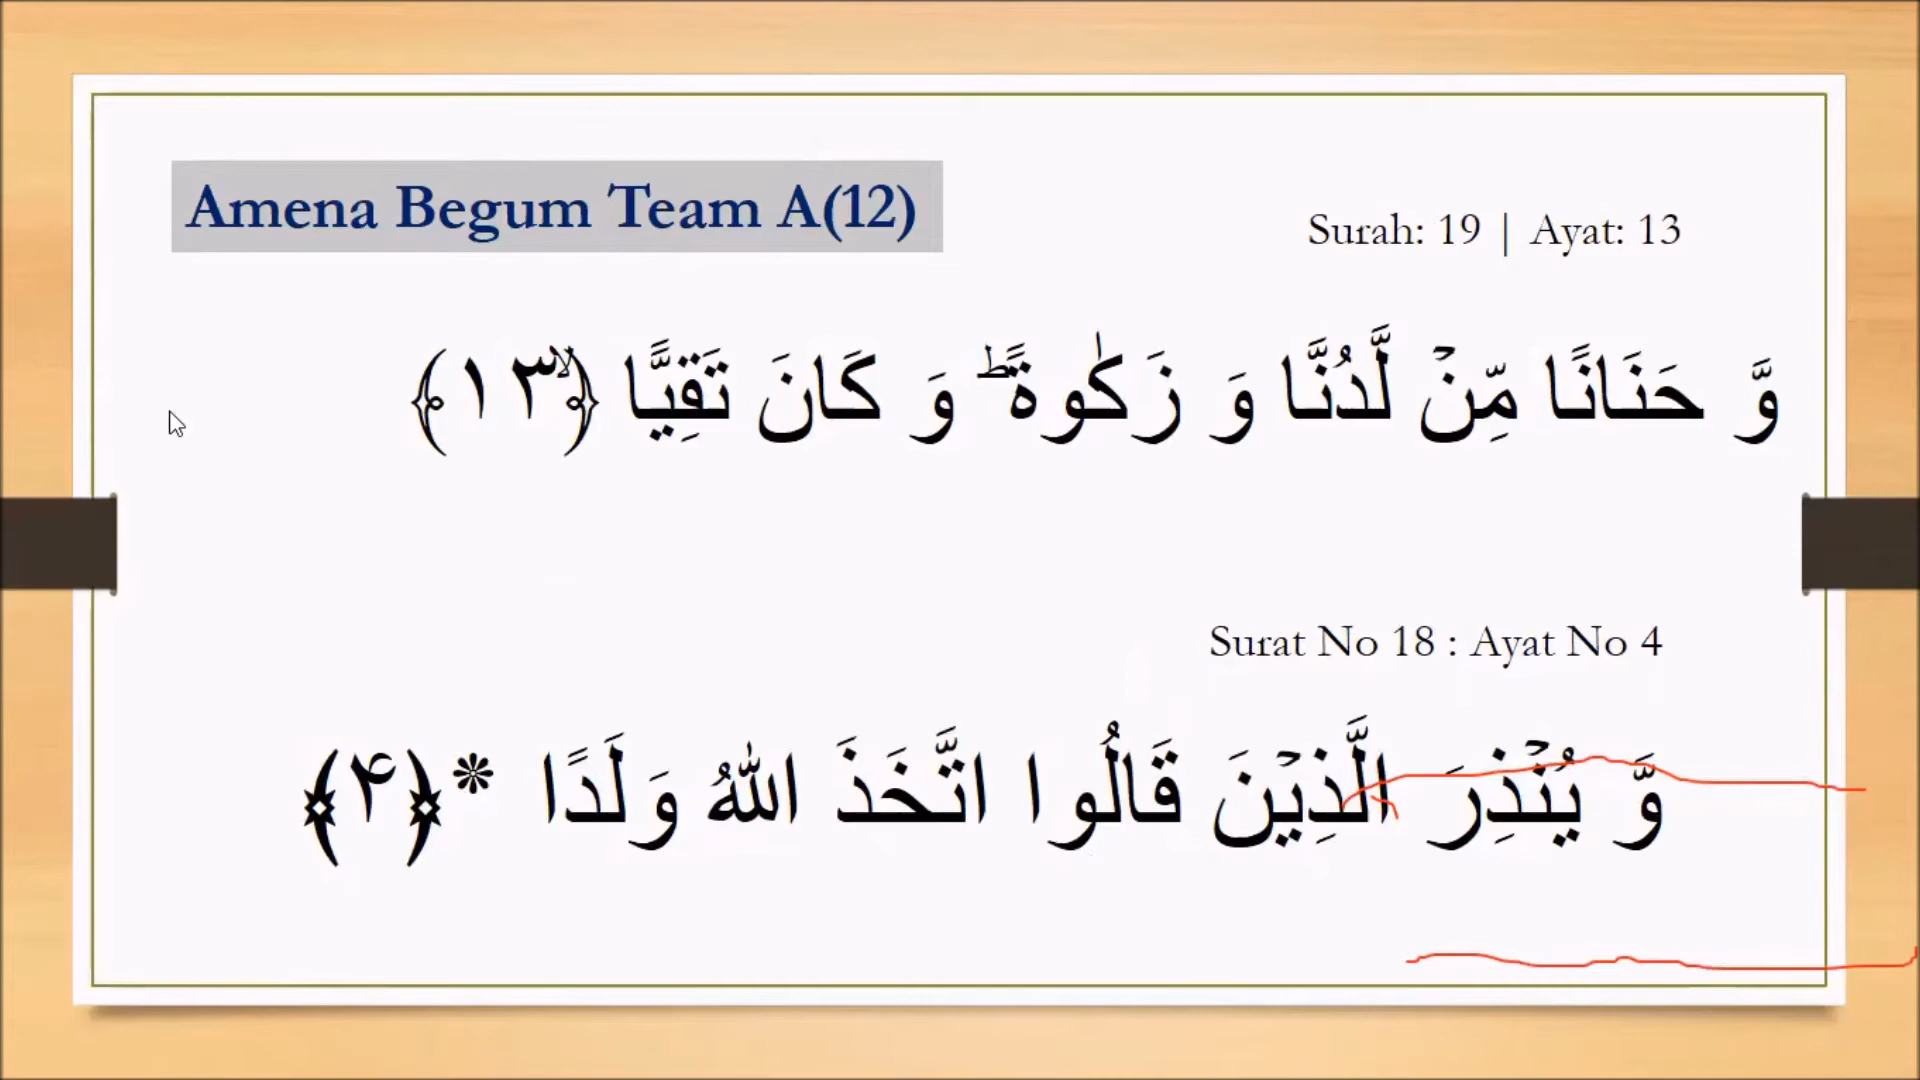 Amena Begum Team A(12)
Surah: 19 | Ayat: 13
وَّ حَنَانًا مِّنۡ لَّدُنَّا وَ زَکٰوۃً ؕ وَ کَانَ تَقِیًّا ﴿ۙ۱۳﴾
Surat No 18 : Ayat No 4
وَّ یُنۡذِرَ الَّذِیۡنَ قَالُوا اتَّخَذَ اللّٰہُ وَلَدًا ٭﴿۴﴾